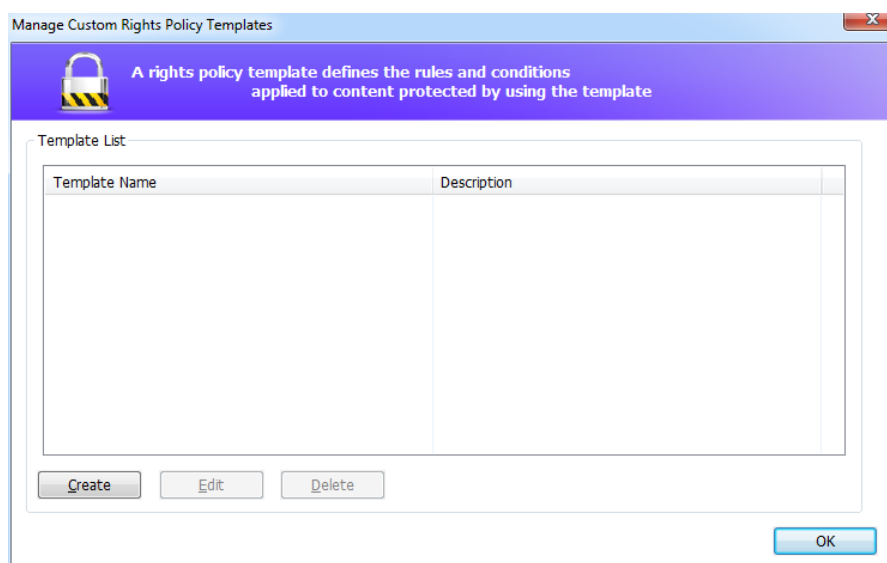 Manage Custom Rights Policy Templates
A rights policy template defines the rules and conditions
applied to content protected by using the template
Template List
Template Name Description
Create Edit Delete
OK